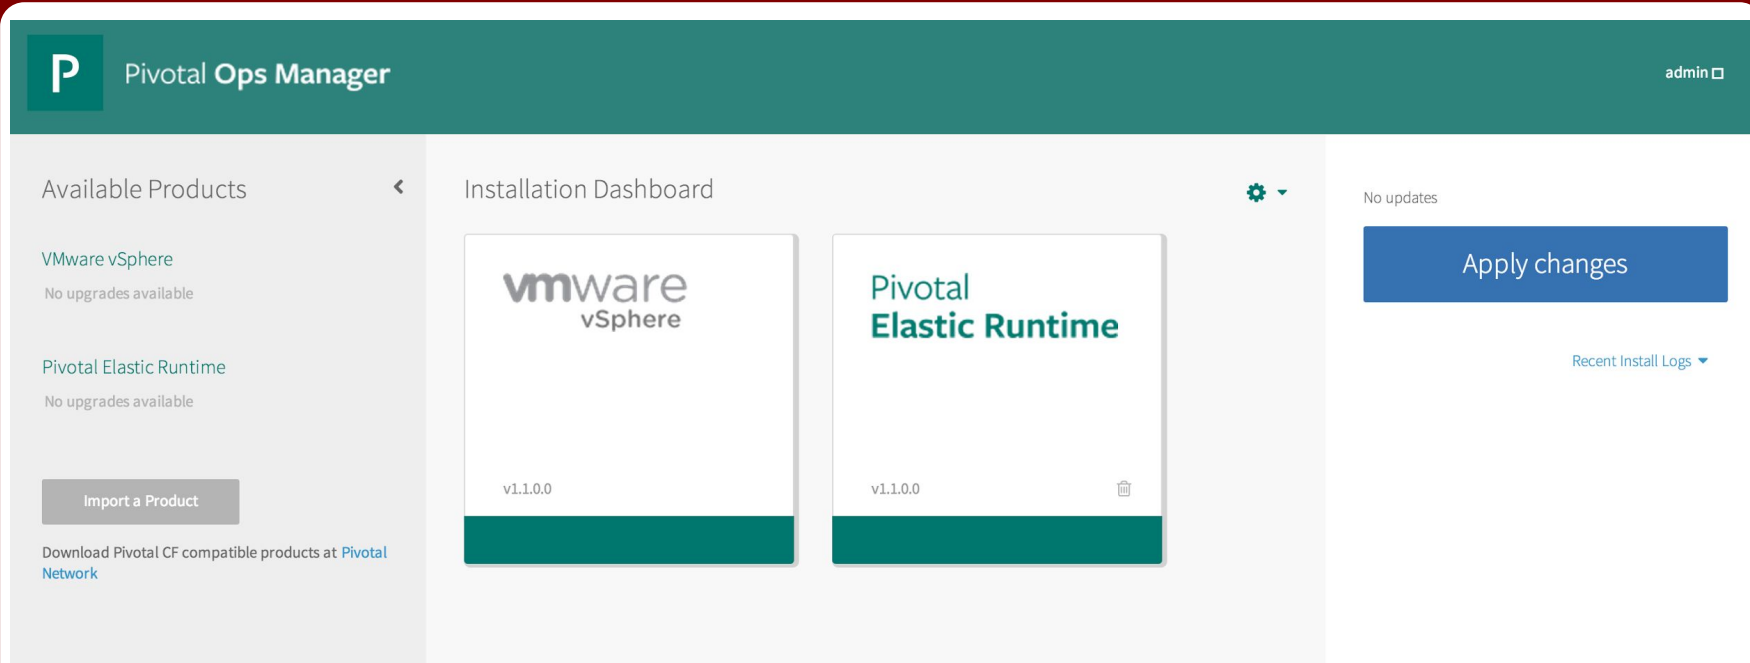 P
Pivotal Ops Manager
admin
Available Products
VMware vSphere
No upgrades available
Pivotal Elastic Runtime
No upgrades available
Import a Product
Download Pivotal CF compatible products at Pivotal
Network
Installation Dashboard
vmware
vSphere
v1.1.0.0
Pivotal
Elastic Runtime
v1.1.0.0
No updates
Apply changes
Recent Install Logs